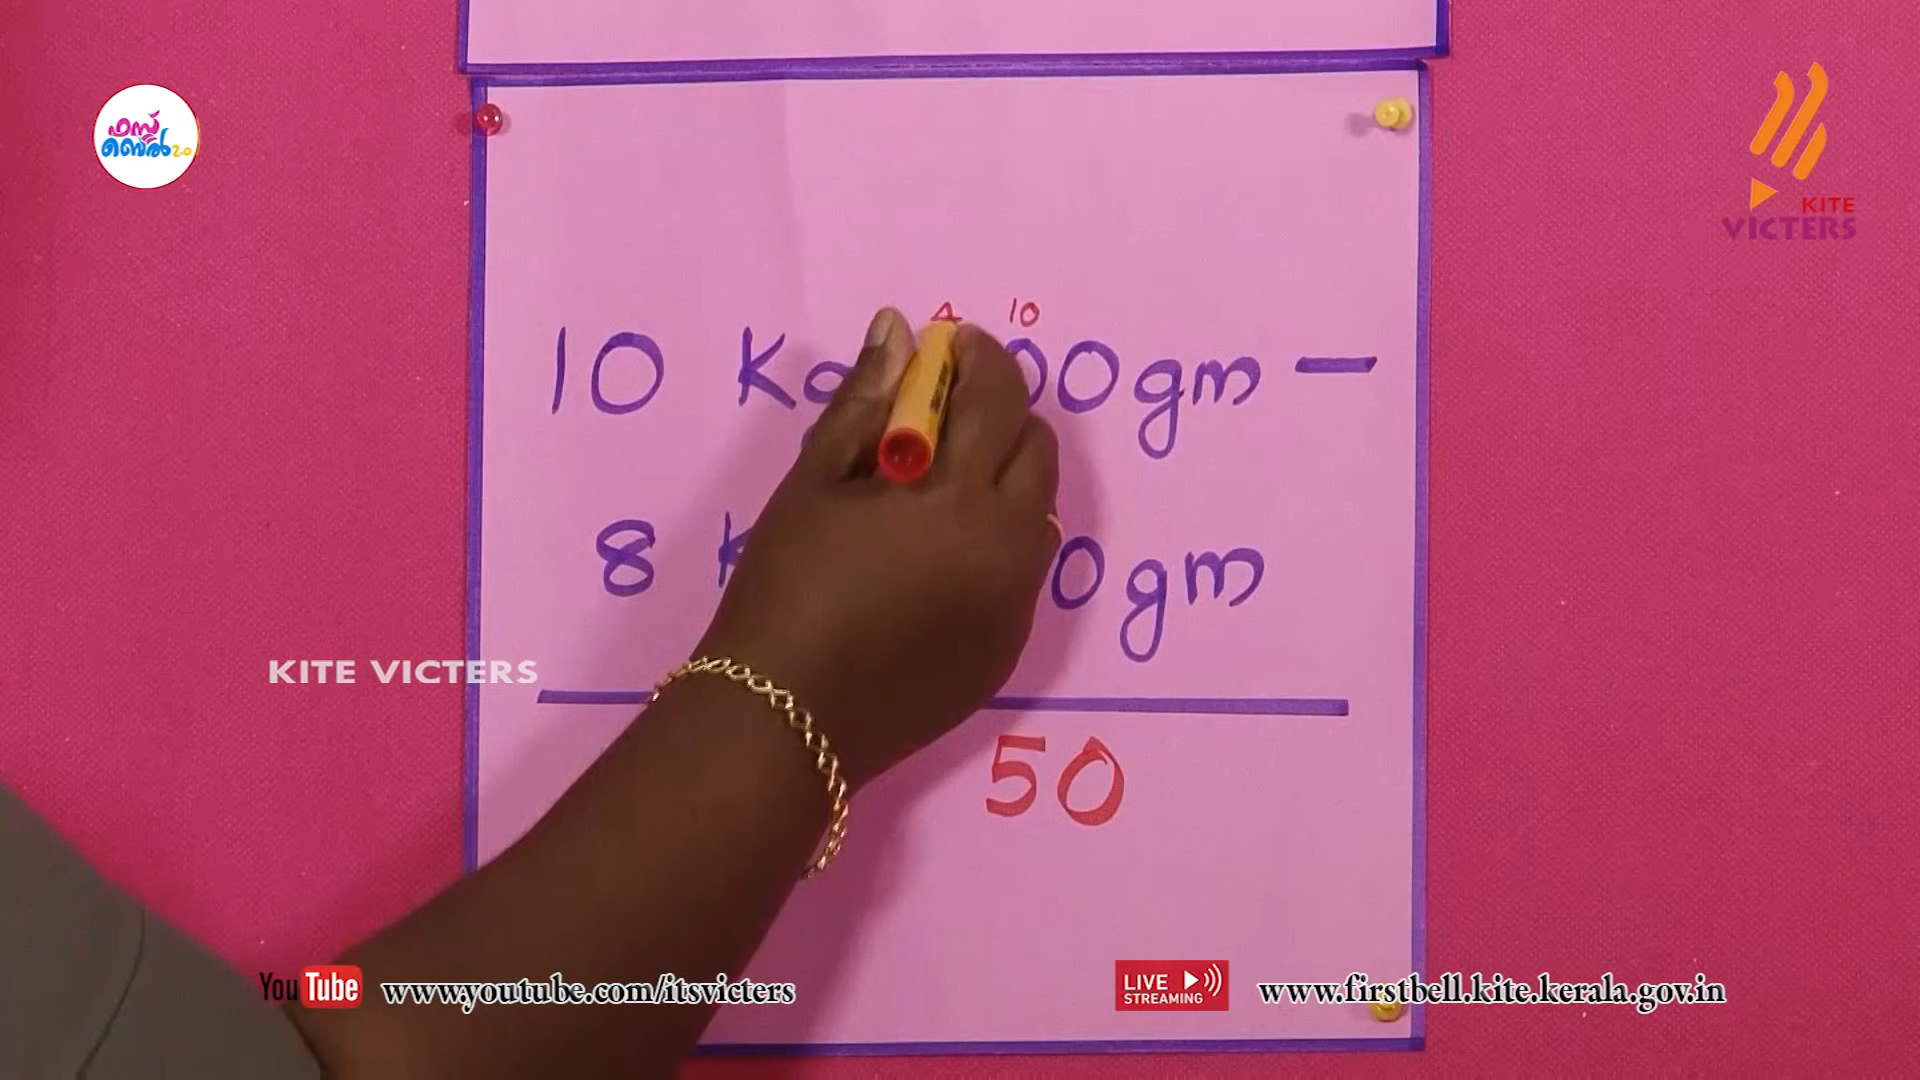 ഫസ്റ്റ്
ബെൽ 2.0
KITE
VICTERS
10
10 Kg 00gm −
8 K 0gm
KITE VICTERS
50
YouTube www.youtube.com/itsvicters
LIVE STREAMING www.firstbell.kite.kerala.gov.in